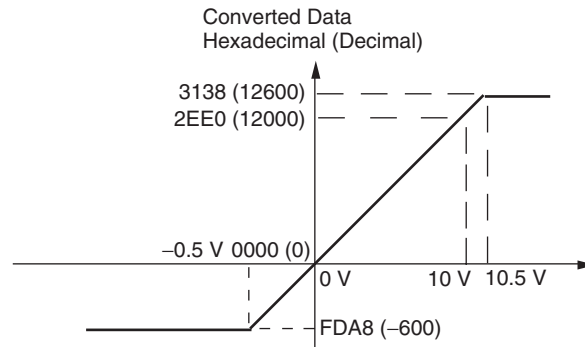 Converted Data
Hexadecimal (Decimal)
3138 (12600)
2EE0 (12000)
–0.5 V 0000 (0)
0 V
10 V
10.5 V
FDA8 (–600)